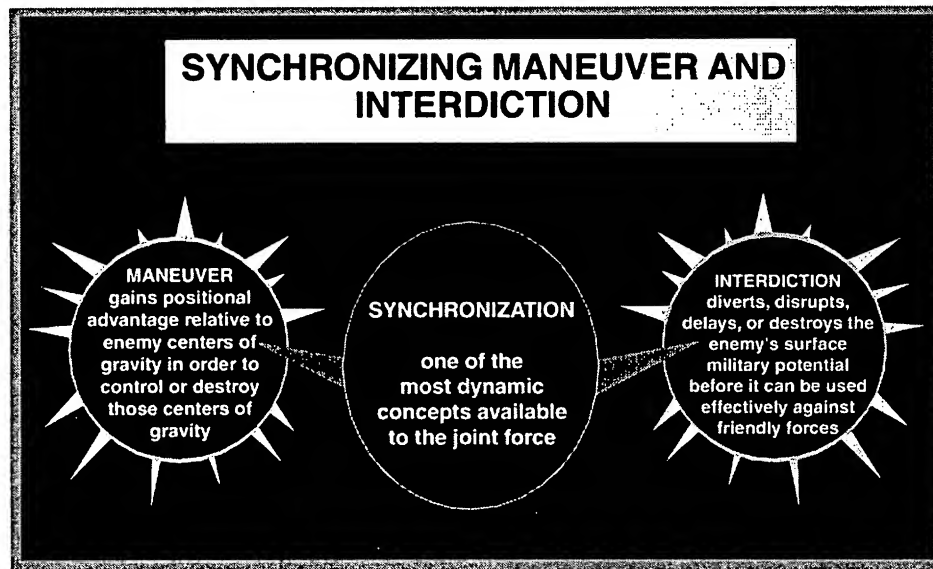 SYNCHRONIZING MANEUVER AND
INTERDICTION
MANEUVER
gains positional
advantage relative to
enemy centers of
gravity in order to
control or destroy
those centers of
gravity
SYNCHRONIZATION
one of the
most dynamic
concepts available
to the joint force
INTERDICTION
diverts, disrupts,
delays, or destroys the
enemy's surface
military potential
before it can be used
effectively against
friendly forces